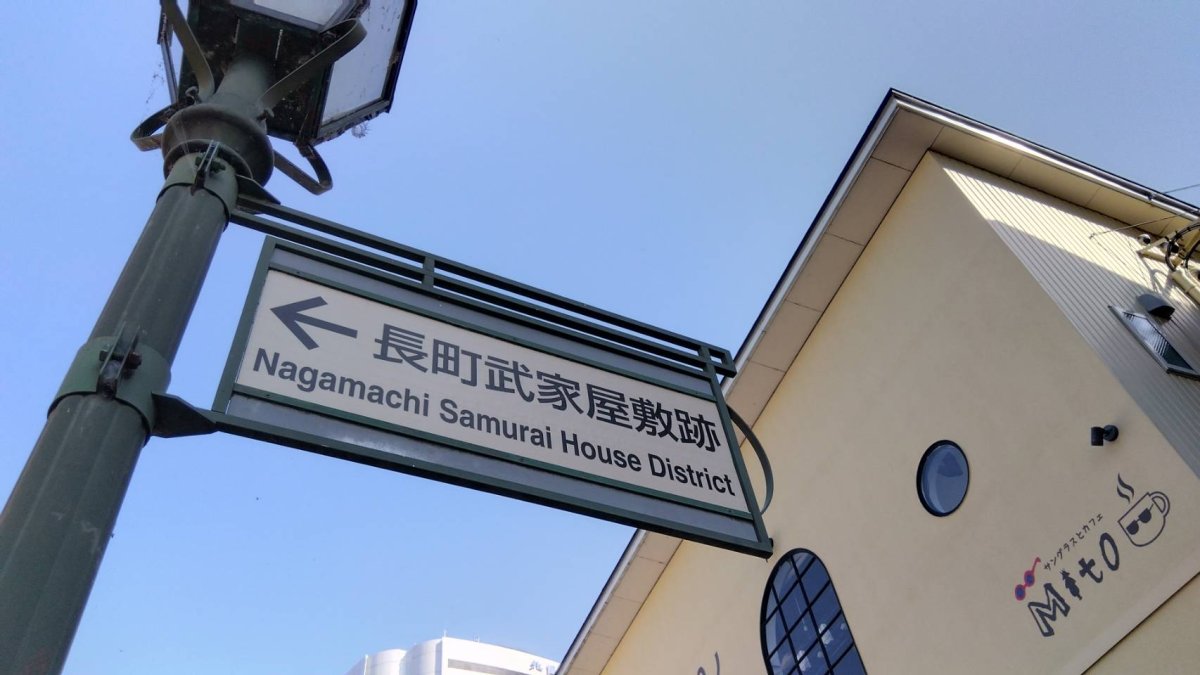 ← 長町武家屋敷跡
Nagamachi Samurai House District
サングラスとカフェ
Mito